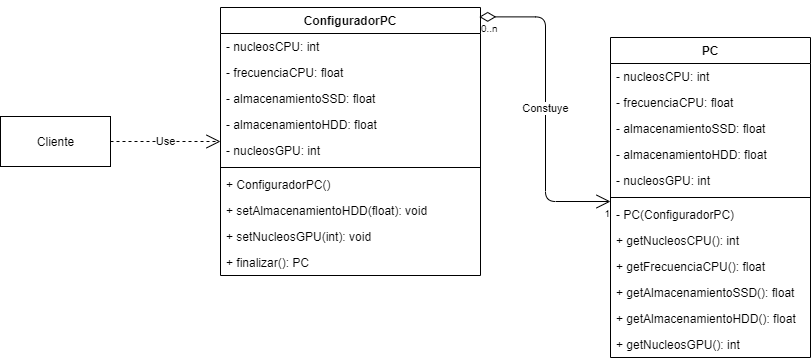 Cliente
Use
ConfiguradorPC
- nucleosCPU: int
- frecuenciaCPU: float
- almacenamientoSSD: float
- almacenamientoHDD: float
- nucleosGPU: int
+ ConfiguradorPC()
+ setAlmacenamientoHDD(float): void
+ setNucleosGPU(int): void
+ finalizar(): PC
0..n
Constuye
1
PC
- nucleosCPU: int
- frecuenciaCPU: float
- almacenamientoSSD: float
- almacenamientoHDD: float
- nucleosGPU: int
- PC(ConfiguradorPC)
+ getNucleosCPU(): int
+ getFrecuenciaCPU(): float
+ getAlmacenamientoSSD(): float
+ getAlmacenamientoHDD(): float
+ getNucleosGPU(): int